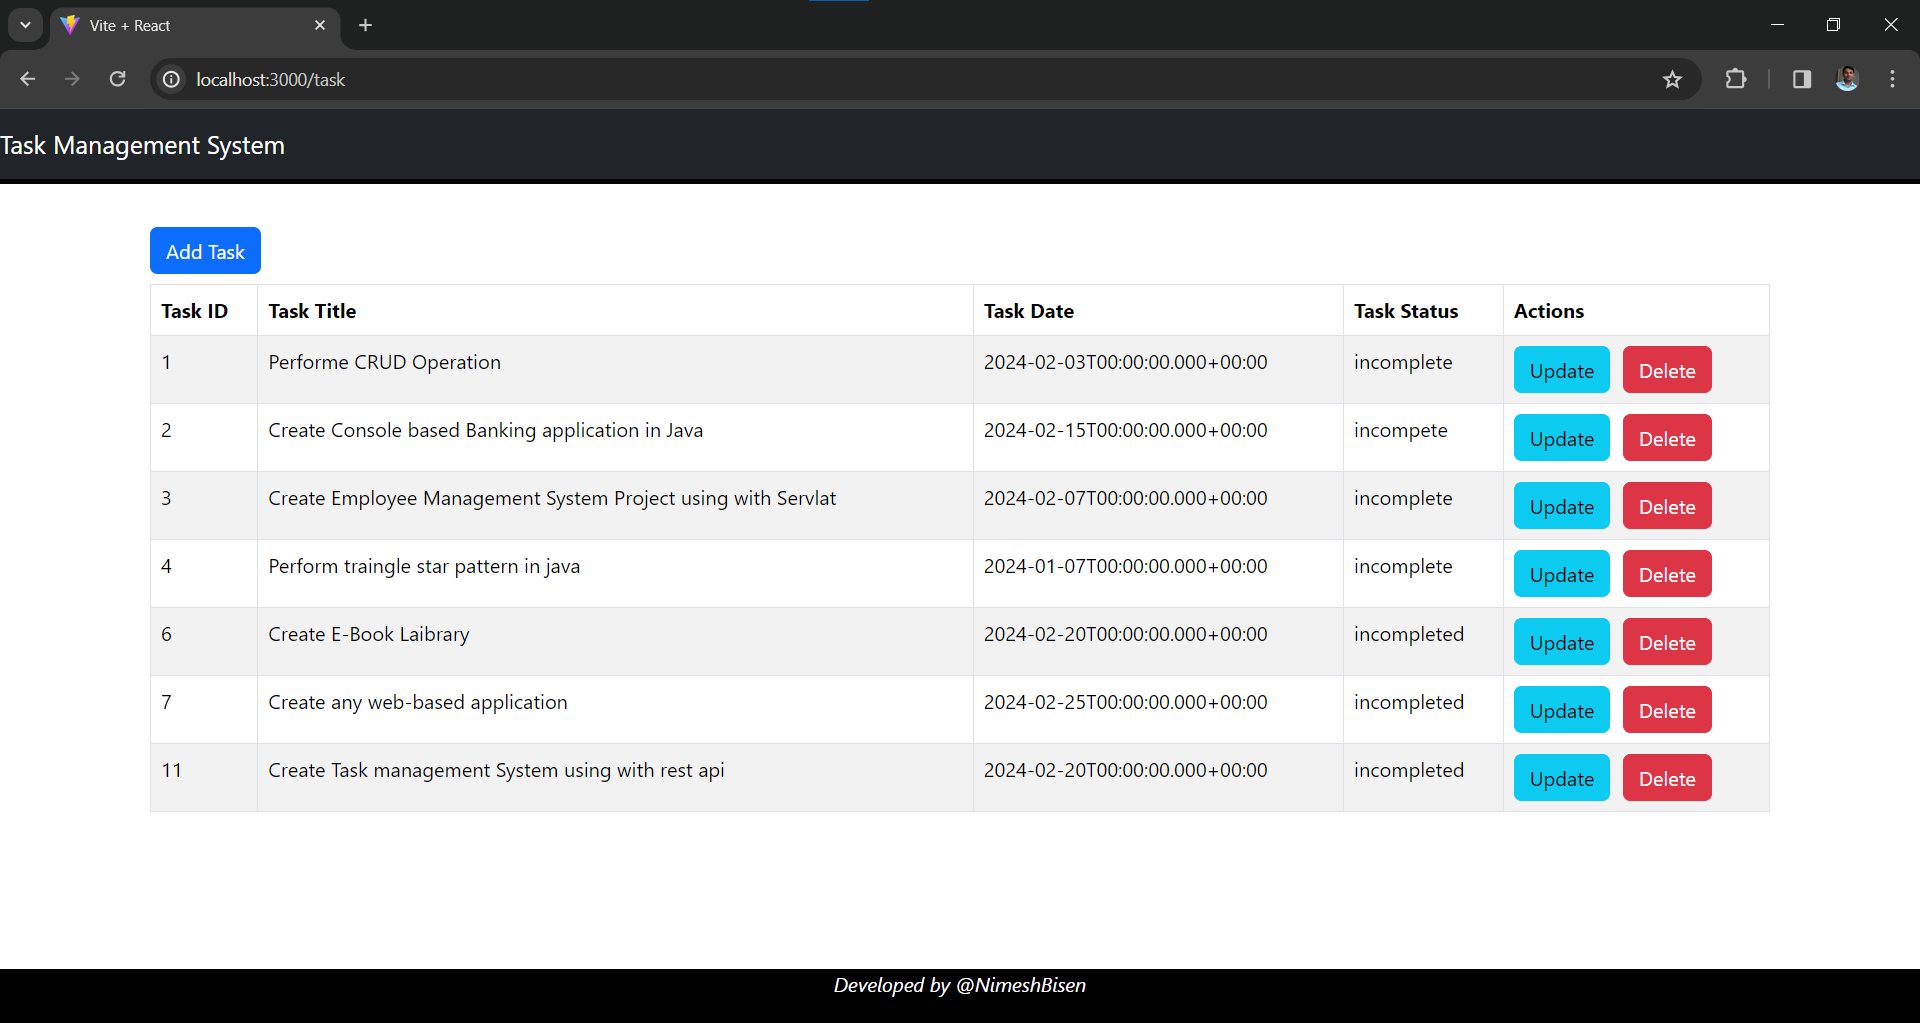 Vite + React
localhost:3000/task
Task Management System
Add Task
Task ID Task Title Task Date Task Status Actions
1 Performe CRUD Operation 2024-02-03T00:00:00.000+00:00 incomplete Update Delete
2 Create Console based Banking application in Java 2024-02-15T00:00:00.000+00:00 incompete Update Delete
3 Create Employee Management System Project using with Servlat 2024-02-07T00:00:00.000+00:00 incomplete Update Delete
4 Perform traingle star pattern in java 2024-01-07T00:00:00.000+00:00 incomplete Update Delete
6 Create E-Book Laibrary 2024-02-20T00:00:00.000+00:00 incompleted Update Delete
7 Create any web-based application 2024-02-25T00:00:00.000+00:00 incompleted Update Delete
11 Create Task management System using with rest api 2024-02-20T00:00:00.000+00:00 incompleted Update Delete
Developed by @NimeshBisen